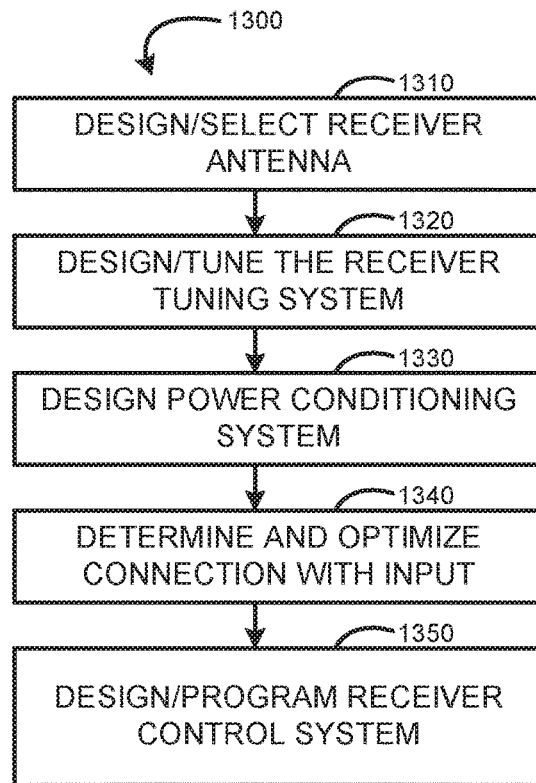 1300
1310
DESIGN/SELECT RECEIVER
ANTENNA
1320
DESIGN/TUNE THE RECEIVER
TUNING SYSTEM
1330
DESIGN POWER CONDITIONING
SYSTEM
1340
DETERMINE AND OPTIMIZE
CONNECTION WITH INPUT
1350
DESIGN/PROGRAM RECEIVER
CONTROL SYSTEM